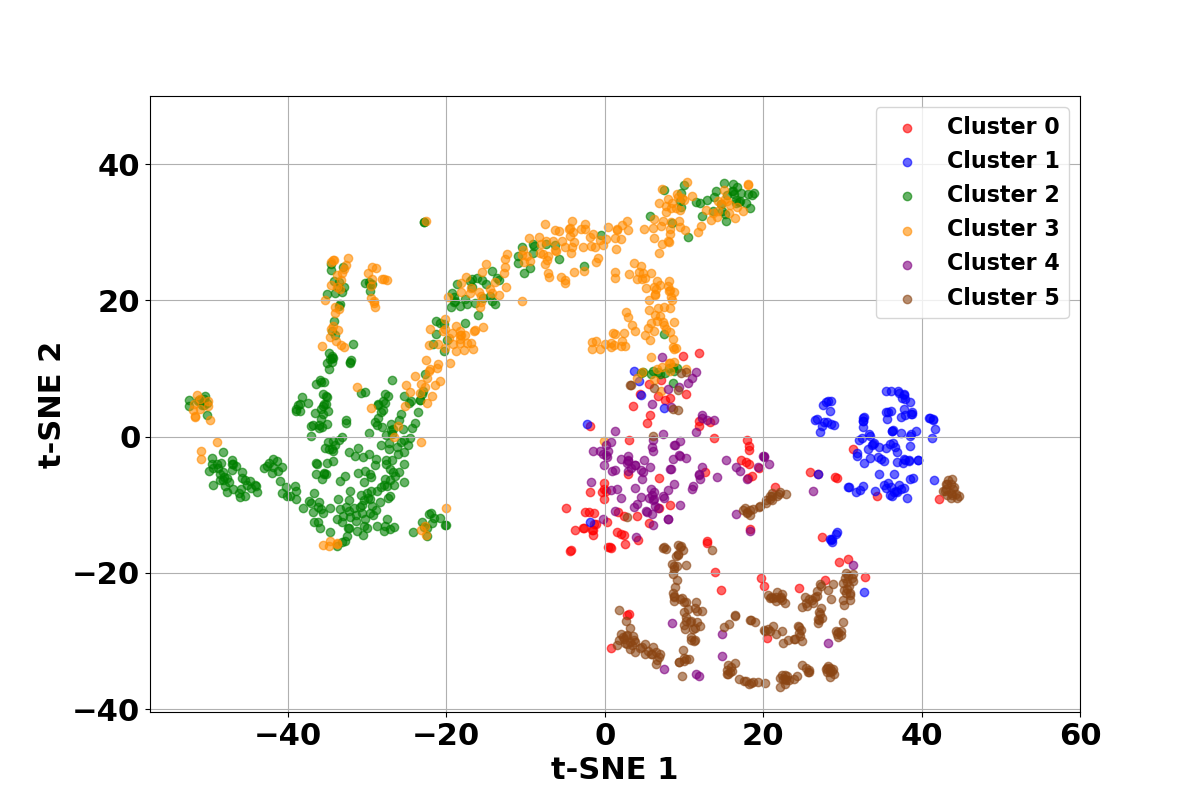 Cluster 0
Cluster 1
Cluster 2
Cluster 3
Cluster 4
Cluster 5
40
20
0
−20
−40
t-SNE 2
−40
−20
0
20
40
60
t-SNE 1